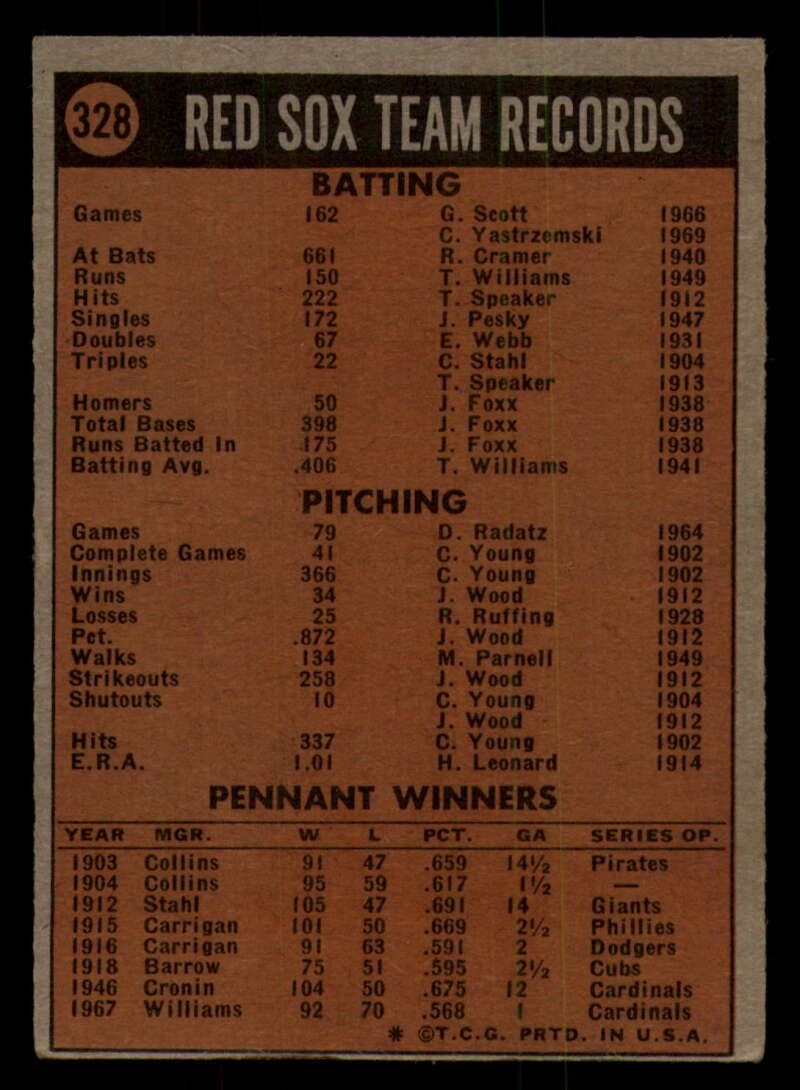 328 RED SOX TEAM RECORDS
BATTING
Games 162 G. Scott 1966
C. Yastrzemski 1969
At Bats 661 R. Cramer 1940
Runs 150 T. Williams 1949
Hits 222 T. Speaker 1912
Singles 172 J. Pesky 1947
Doubles 67 E. Webb 1931
Triples 22 C. Stahl 1904
T. Speaker 1913
Homers 50 J. Foxx 1938
Total Bases 398 J. Foxx 1938
Runs Batted In 175 J. Foxx 1938
Batting Avg. .406 T. Williams 1941
PITCHING
Games 79 D. Radatz 1964
Complete Games 41 C. Young 1902
Innings 366 C. Young 1902
Wins 34 J. Wood 1912
Losses 25 R. Ruffing 1928
Pct. .872 J. Wood 1912
Walks 134 M. Parnell 1949
Strikeouts 258 J. Wood 1912
Shutouts 10 C. Young 1904
J. Wood 1912
Hits 337 C. Young 1902
E.R.A. 1.01 H. Leonard 1914
PENNANT WINNERS
YEAR MGR. W L PCT. GA SERIES OP.
1903 Collins 91 47 .659 14½ Pirates
1904 Collins 95 59 .617 1½ —
1912 Stahl 105 47 .691 14 Giants
1915 Carrigan 101 50 .669 2½ Phillies
1916 Carrigan 91 63 .591 2 Dodgers
1918 Barrow 75 51 .595 2½ Cubs
1946 Cronin 104 50 .675 12 Cardinals
1967 Williams 92 70 .568 1 Cardinals
* ©T.C.G. PRTD. IN U.S.A.